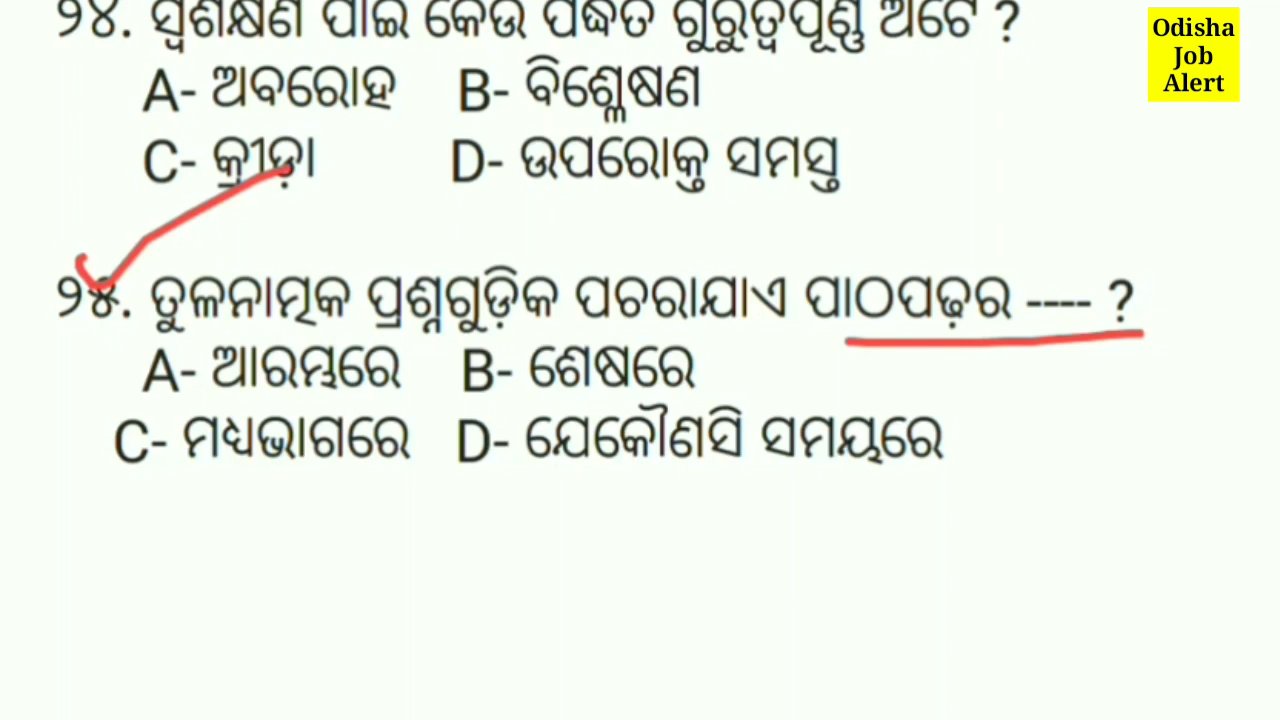 ୨୪. ସ୍ୱଶିକ୍ଷଣ ପାଇଁ କେଉଁ ପଦ୍ଧତି ଗୁରୁତ୍ୱପୂର୍ଣ୍ଣ ଅଟେ ?
A- ଅବରୋହ B- ବିଶ୍ଳେଷଣ
C- କ୍ରୀଡ଼ା D- ଉପରୋକ୍ତ ସମସ୍ତ
୨୫. ତୁଳନାତ୍ମକ ପ୍ରଶ୍ନଗୁଡ଼ିକ ପଚରାଯାଏ ପାଠପଢ଼ର ---- ?
A- ଆରମ୍ଭରେ B- ଶେଷରେ
C- ମଧ୍ୟଭାଗରେ D- ଯେକୌଣସି ସମୟରେ
Odisha
Job
Alert